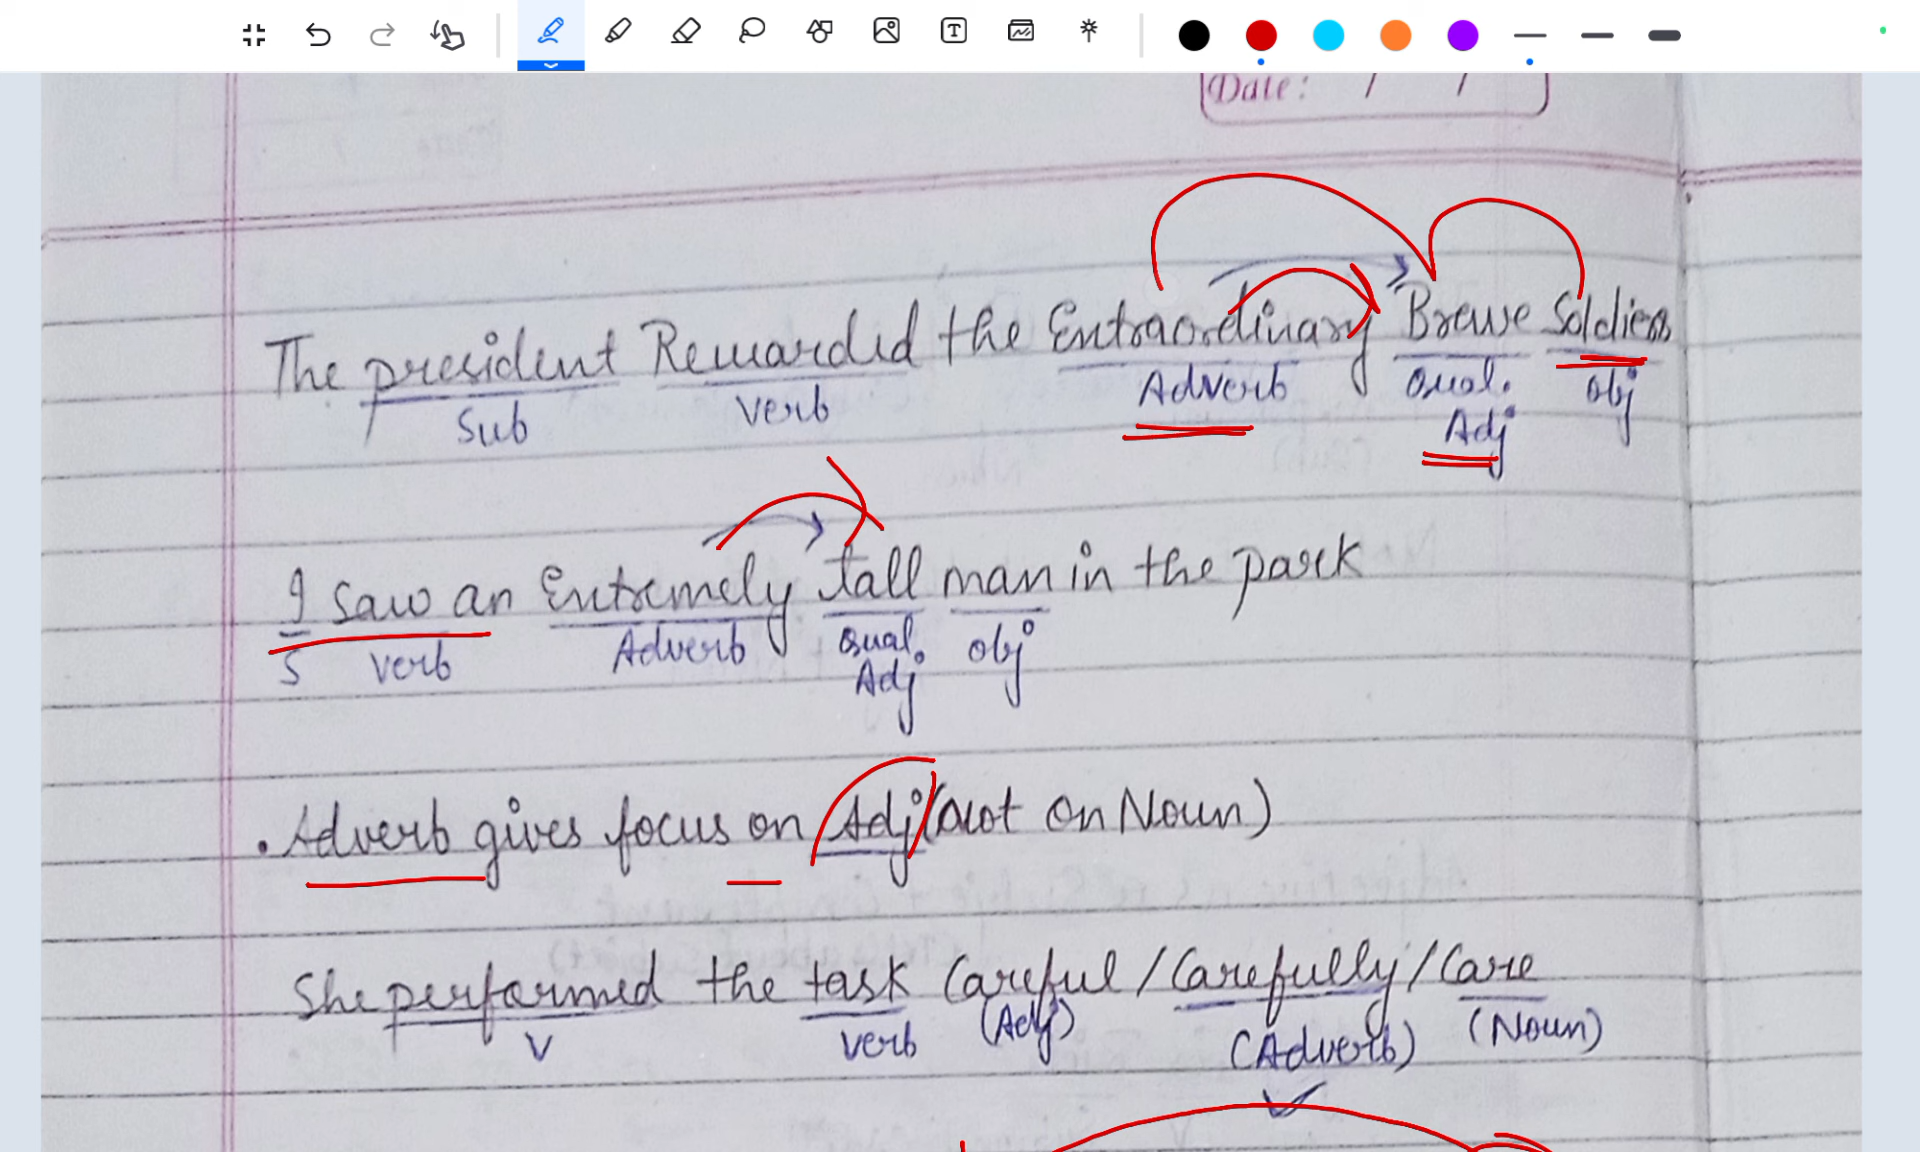 Date: / /
The president Rewarded the Extraordinary Brave Soldiers
Sub verb Adverb Qual. Adj obj
I Saw an Extremely tall man in the park
S verb Adverb Qual. Adj obj
. Adverb gives focus on Adj (not on Noun)
She performed the task Careful / Carefully / Care
V verb (Adj) (Adverb) (Noun)